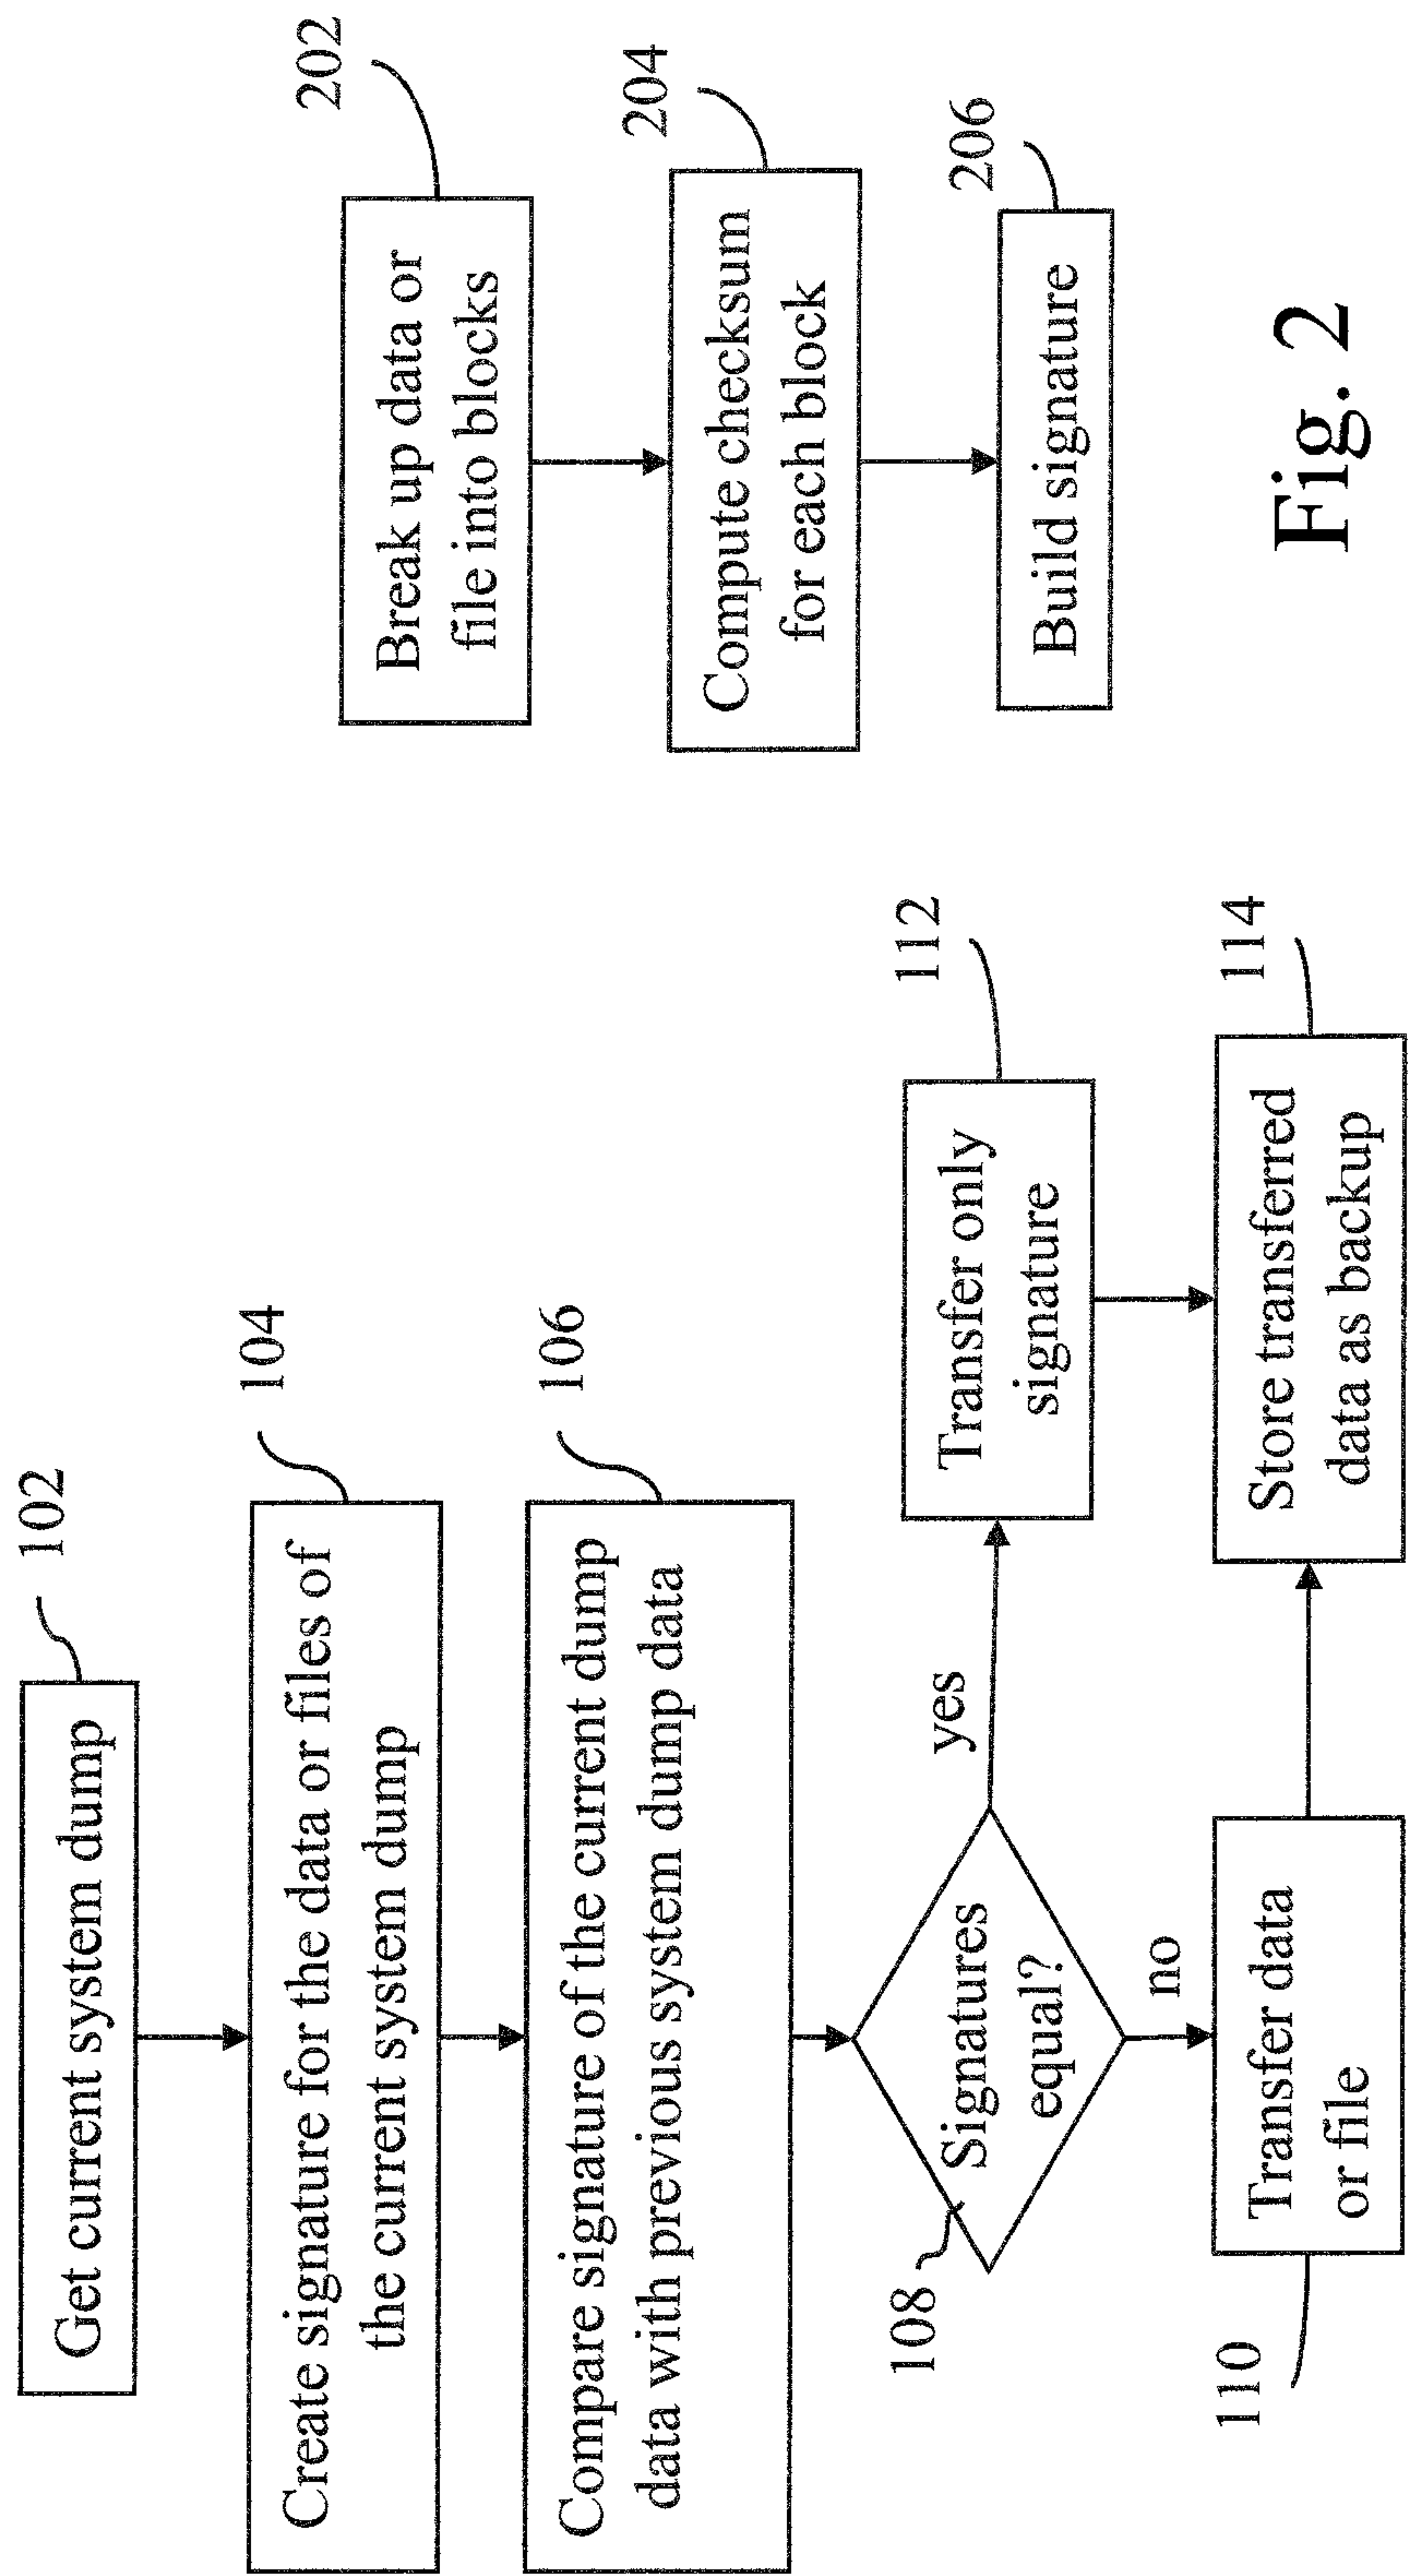 102
Get current system dump
104
Create signature for the data or files of
the current system dump
106
Compare signature of the current dump
data with previous system dump data
108
Signatures
equal?
yes
no
112
Transfer only
signature
110
Transfer data
or file
114
Store transferred
data as backup
202
Break up data or
file into blocks
204
Compute checksum
for each block
206
Build signature
Fig. 2